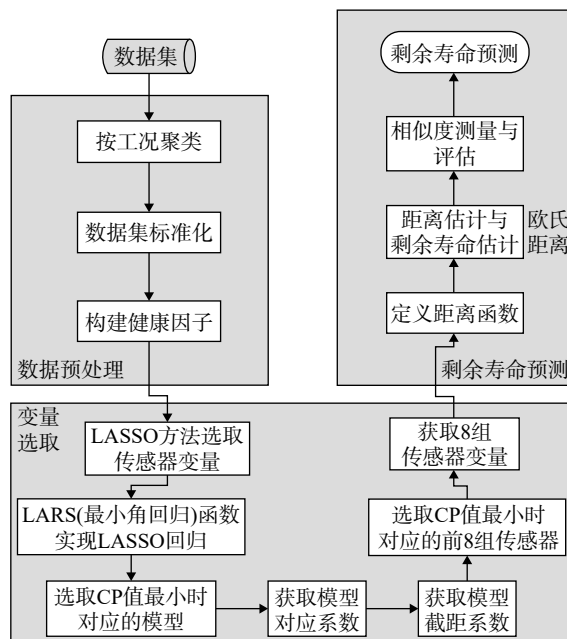 数据集
按工况聚类
数据集标准化
构建健康因子
数据预处理
变量
选取
LASSO方法选取
传感器变量
LARS(最小角回归)函数
实现LASSO回归
选取CP值最小时
对应的模型
获取模型
对应系数
获取模型
截距系数
选取CP值最小时
对应的前8组传感器
获取8组
传感器变量
定义距离函数
距离估计与
剩余寿命估计
欧氏
距离
相似度测量与
评估
剩余寿命预测
剩余寿命预测